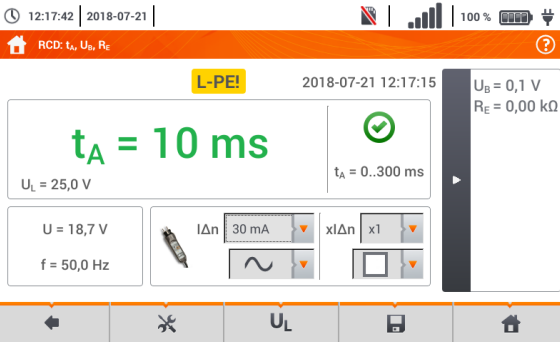 12:17:42 2018-07-21 100 %
RCD: tA, UB, RE ?
L-PE! 2018-07-21 12:17:15
UB = 0,1 V
RE = 0,00 kΩ
tA = 10 ms
tA = 0..300 ms
UL = 25,0 V
U = 18,7 V
f = 50,0 Hz
IΔn 30 mA xIΔn x1
UL